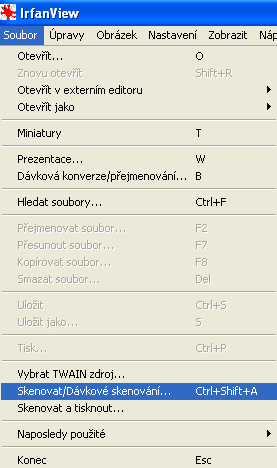 IrfanView
Soubor Úpravy Obrázek Nastavení Zobrazit
Otevřít... O
Znovu otevřít Shift+R
Otevřít v externím editoru
Otevřít jako
Miniatury T
Prezentace... W
Dávková konverze/přejmenování... B
Hledat soubory... Ctrl+F
Přejmenovat soubor... F2
Přesunout soubor... F7
Kopírovat soubor... F8
Smazat soubor... Del
Uložit Ctrl+S
Uložit jako... S
Tisk... Ctrl+P
Vybrat TWAIN zdroj...
Skenovat/Dávkové skenování... Ctrl+Shift+A
Skenovat a tisknout...
Naposledy použité
Konec Esc